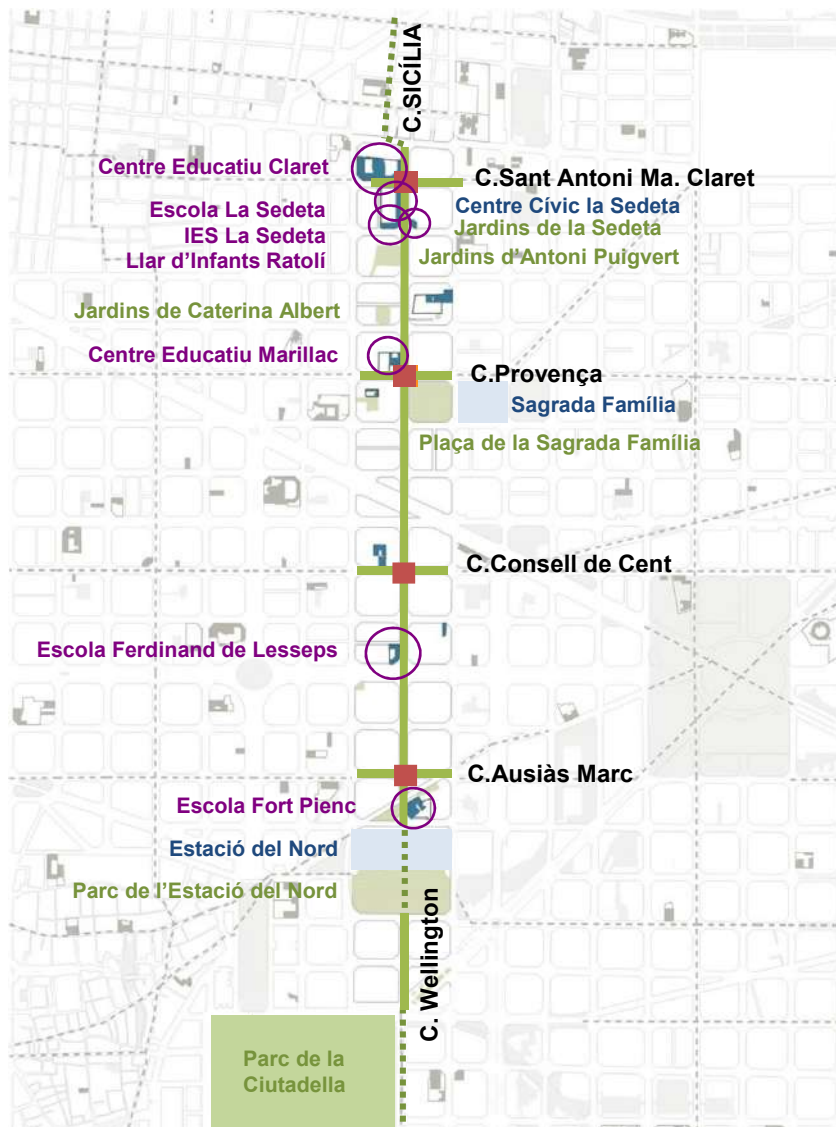 C.SICÍLIA
Centre Educatiu Claret
C.Sant Antoni Ma. Claret
Escola La Sedeta
Centre Cívic la Sedeta
IES La Sedeta
Jardins de la Sedeta
Llar d'Infants Ratolí
Jardins d'Antoni Puigvert
Jardins de Caterina Albert
Centre Educatiu Marillac
C.Provença
Sagrada Família
Plaça de la Sagrada Família
C.Consell de Cent
Escola Ferdinand de Lesseps
C.Ausiàs Marc
Escola Fort Pienc
Estació del Nord
Parc de l'Estació del Nord
C. Wellington
Parc de la
Ciutadella